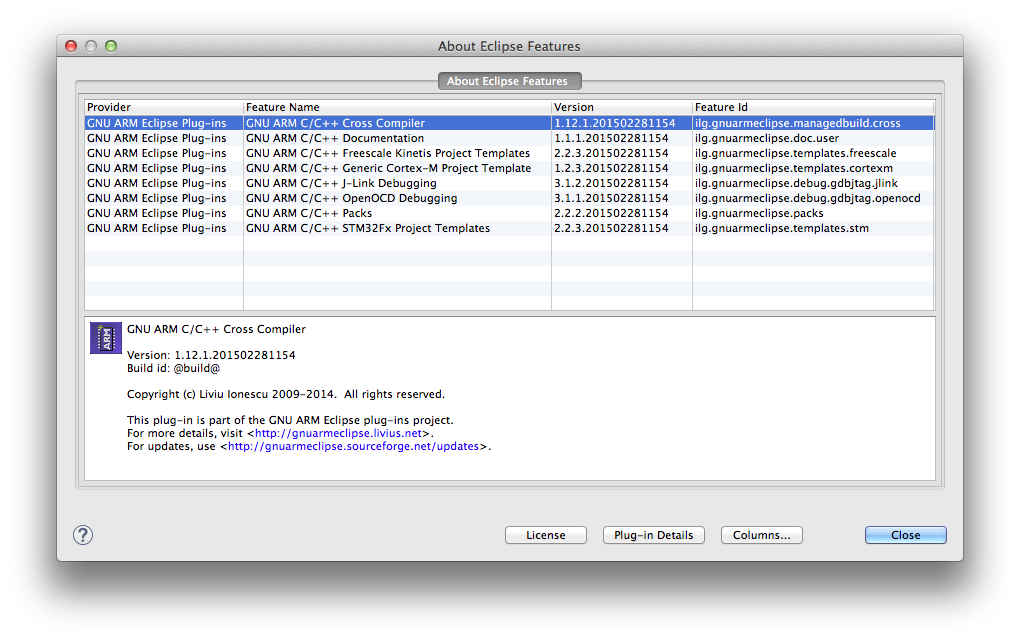 About Eclipse Features
About Eclipse Features
Provider Feature Name Version Feature Id
GNU ARM Eclipse Plug-ins GNU ARM C/C++ Cross Compiler 1.12.1.201502281154 ilg.gnuarmeclipse.managedbuild.cross
GNU ARM Eclipse Plug-ins GNU ARM C/C++ Documentation 1.1.1.201502281154 ilg.gnuarmeclipse.doc.user
GNU ARM Eclipse Plug-ins GNU ARM C/C++ Freescale Kinetis Project Templates 2.2.3.201502281154 ilg.gnuarmeclipse.templates.freescale
GNU ARM Eclipse Plug-ins GNU ARM C/C++ Generic Cortex-M Project Template 1.2.3.201502281154 ilg.gnuarmeclipse.templates.cortexm
GNU ARM Eclipse Plug-ins GNU ARM C/C++ J-Link Debugging 3.1.2.201502281154 ilg.gnuarmeclipse.debug.gdbjtag.jlink
GNU ARM Eclipse Plug-ins GNU ARM C/C++ OpenOCD Debugging 3.1.1.201502281154 ilg.gnuarmeclipse.debug.gdbjtag.openocd
GNU ARM Eclipse Plug-ins GNU ARM C/C++ Packs 2.2.2.201502281154 ilg.gnuarmeclipse.packs
GNU ARM Eclipse Plug-ins GNU ARM C/C++ STM32Fx Project Templates 2.2.3.201502281154 ilg.gnuarmeclipse.templates.stm
ARM
GNU ARM C/C++ Cross Compiler
Version: 1.12.1.201502281154
Build id: @build@
Copyright (c) Liviu Ionescu 2009-2014. All rights reserved.
This plug-in is part of the GNU ARM Eclipse plug-ins project.
For more details, visit <http://gnuarmeclipse.livius.net>.
For updates, use <http://gnuarmeclipse.sourceforge.net/updates>.
? License Plug-in Details Columns... Close